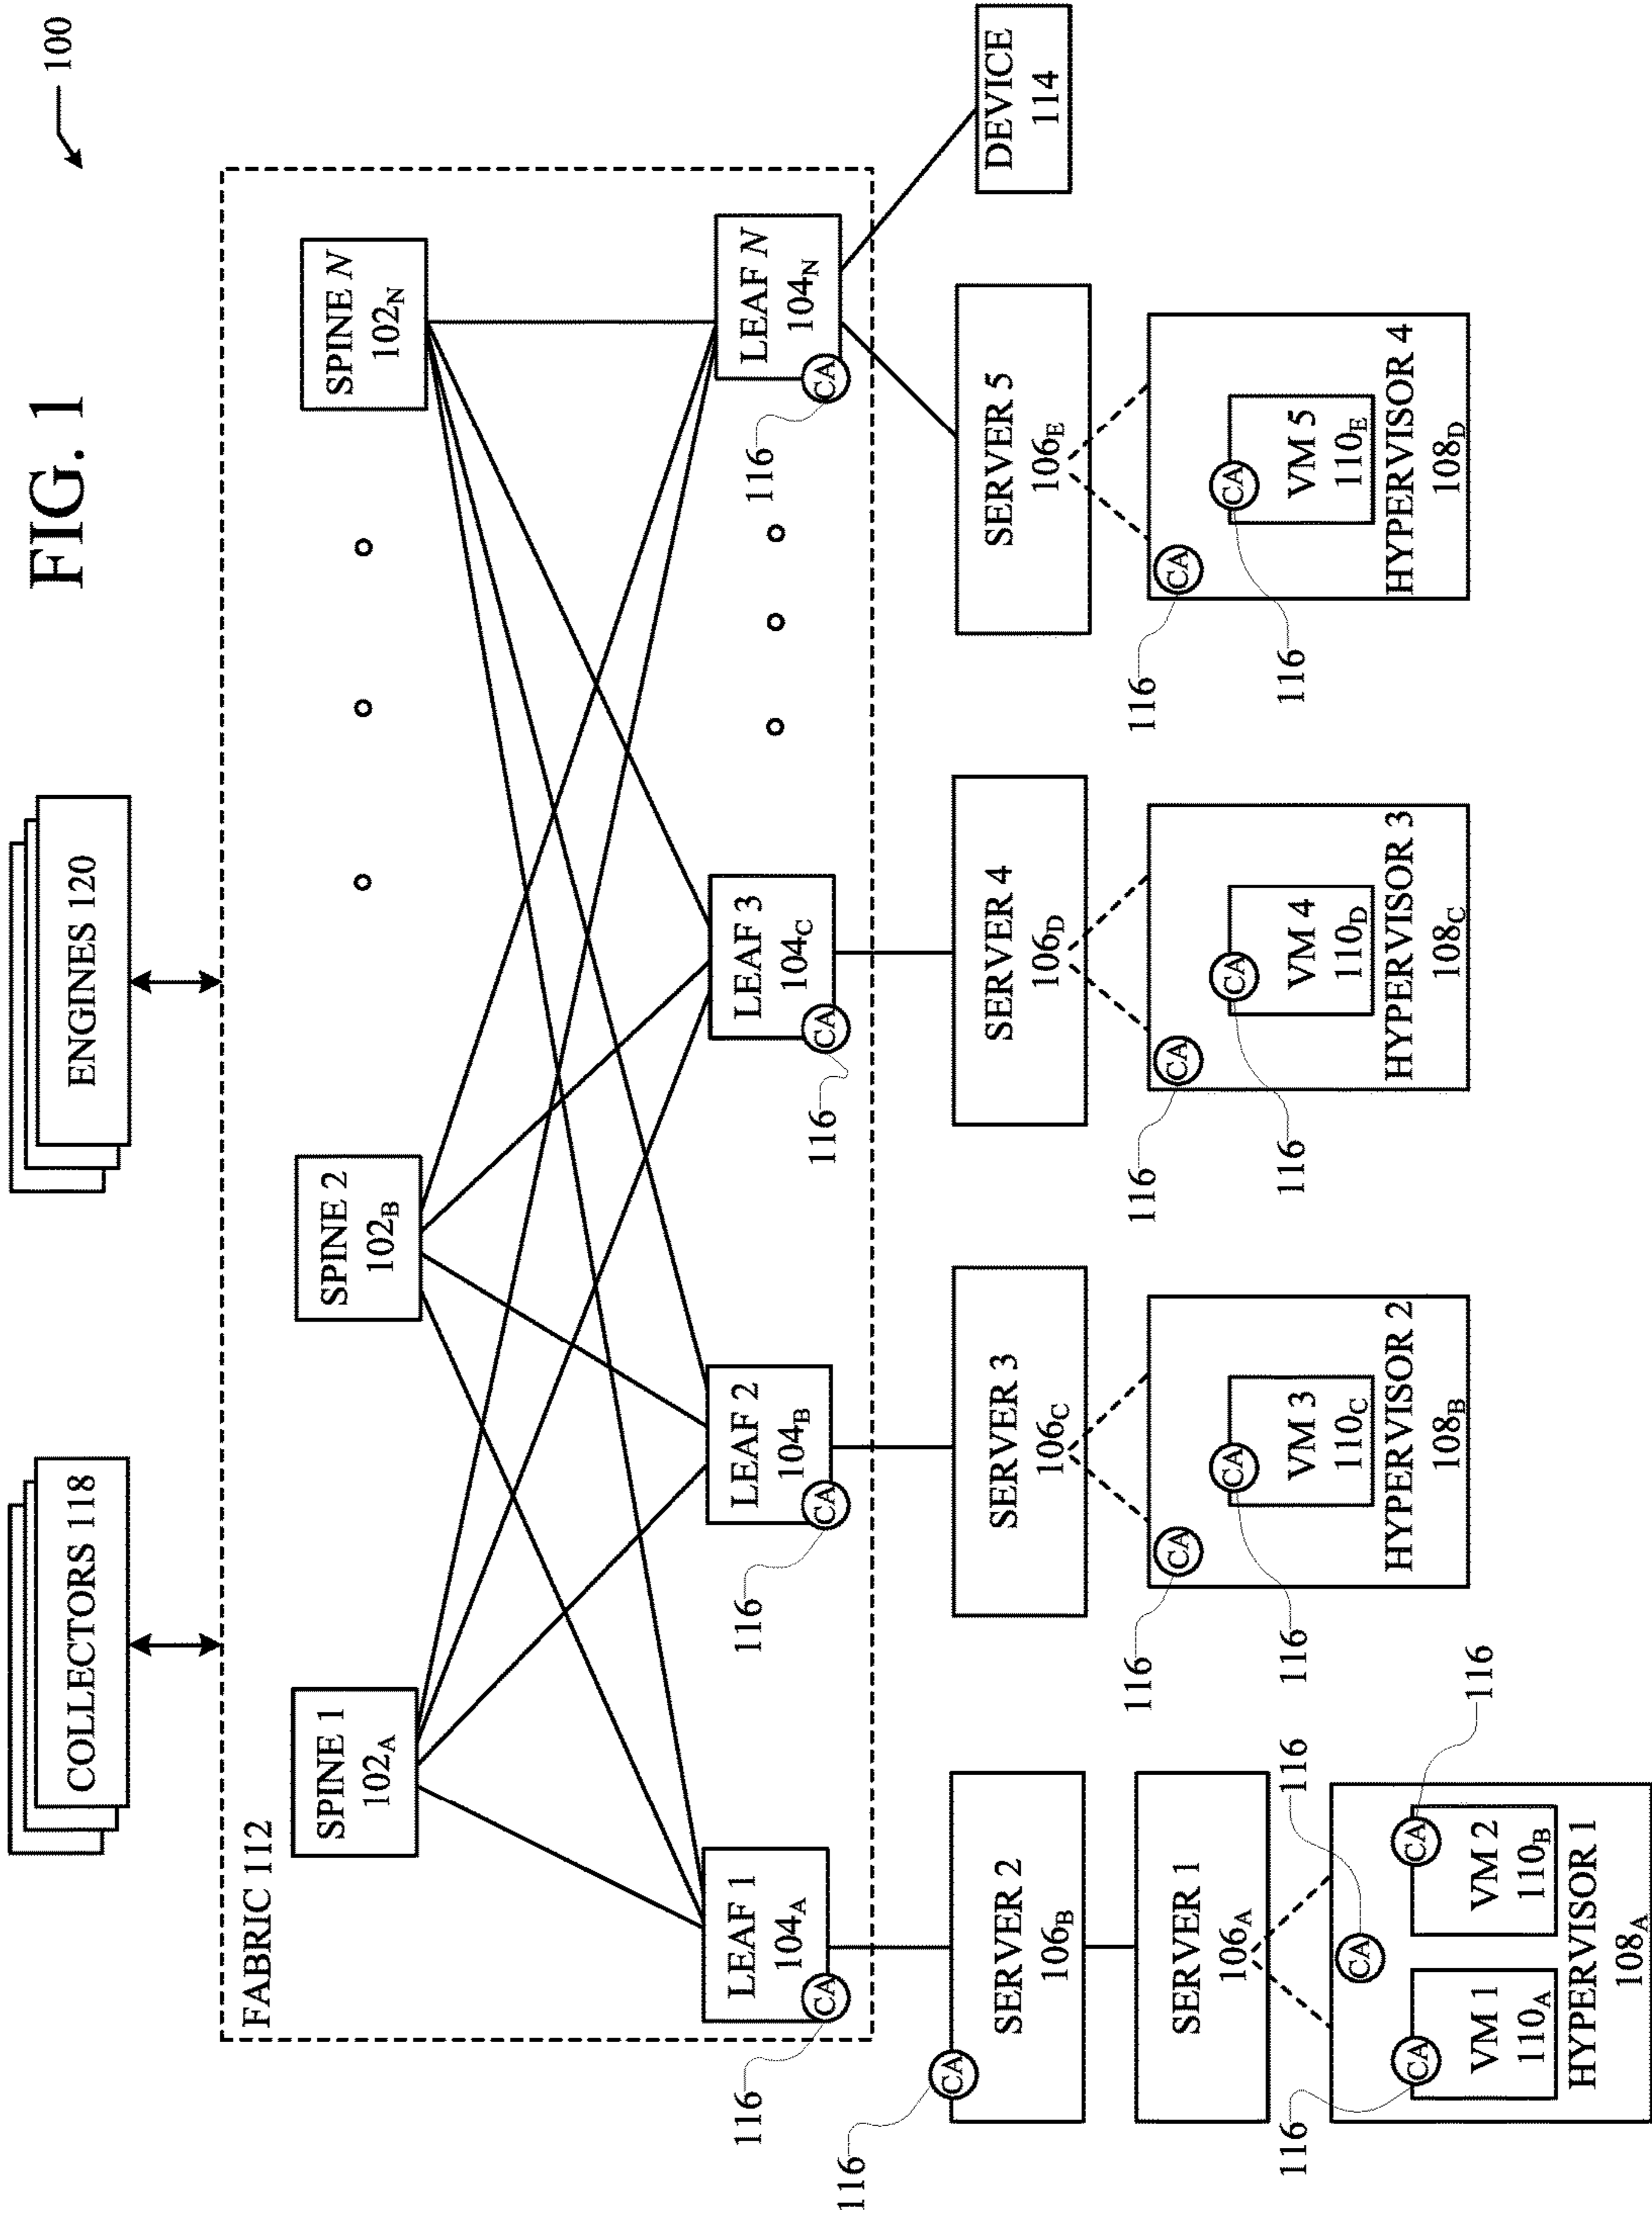 FIG. 1
100
COLLECTORS 118
ENGINES 120
FABRIC 112
SPINE 1
102A
SPINE 2
102B
SPINE N
102N
LEAF 1
104A
CA
116
LEAF 2
104B
CA
116
LEAF 3
104C
CA
116
LEAF N
104N
CA
116
116
CA
SERVER 2
106B
SERVER 3
106C
SERVER 4
106D
SERVER 5
106E
DEVICE
114
SERVER 1
106A
116
CA
116
CA
VM 3
110C
HYPERVISOR 2
108B
116
CA
116
CA
VM 4
110D
HYPERVISOR 3
108C
116
CA
116
CA
VM 5
110E
HYPERVISOR 4
108D
116
CA
116
CA
VM 1
110A
116
CA
VM 2
110B
HYPERVISOR 1
108A